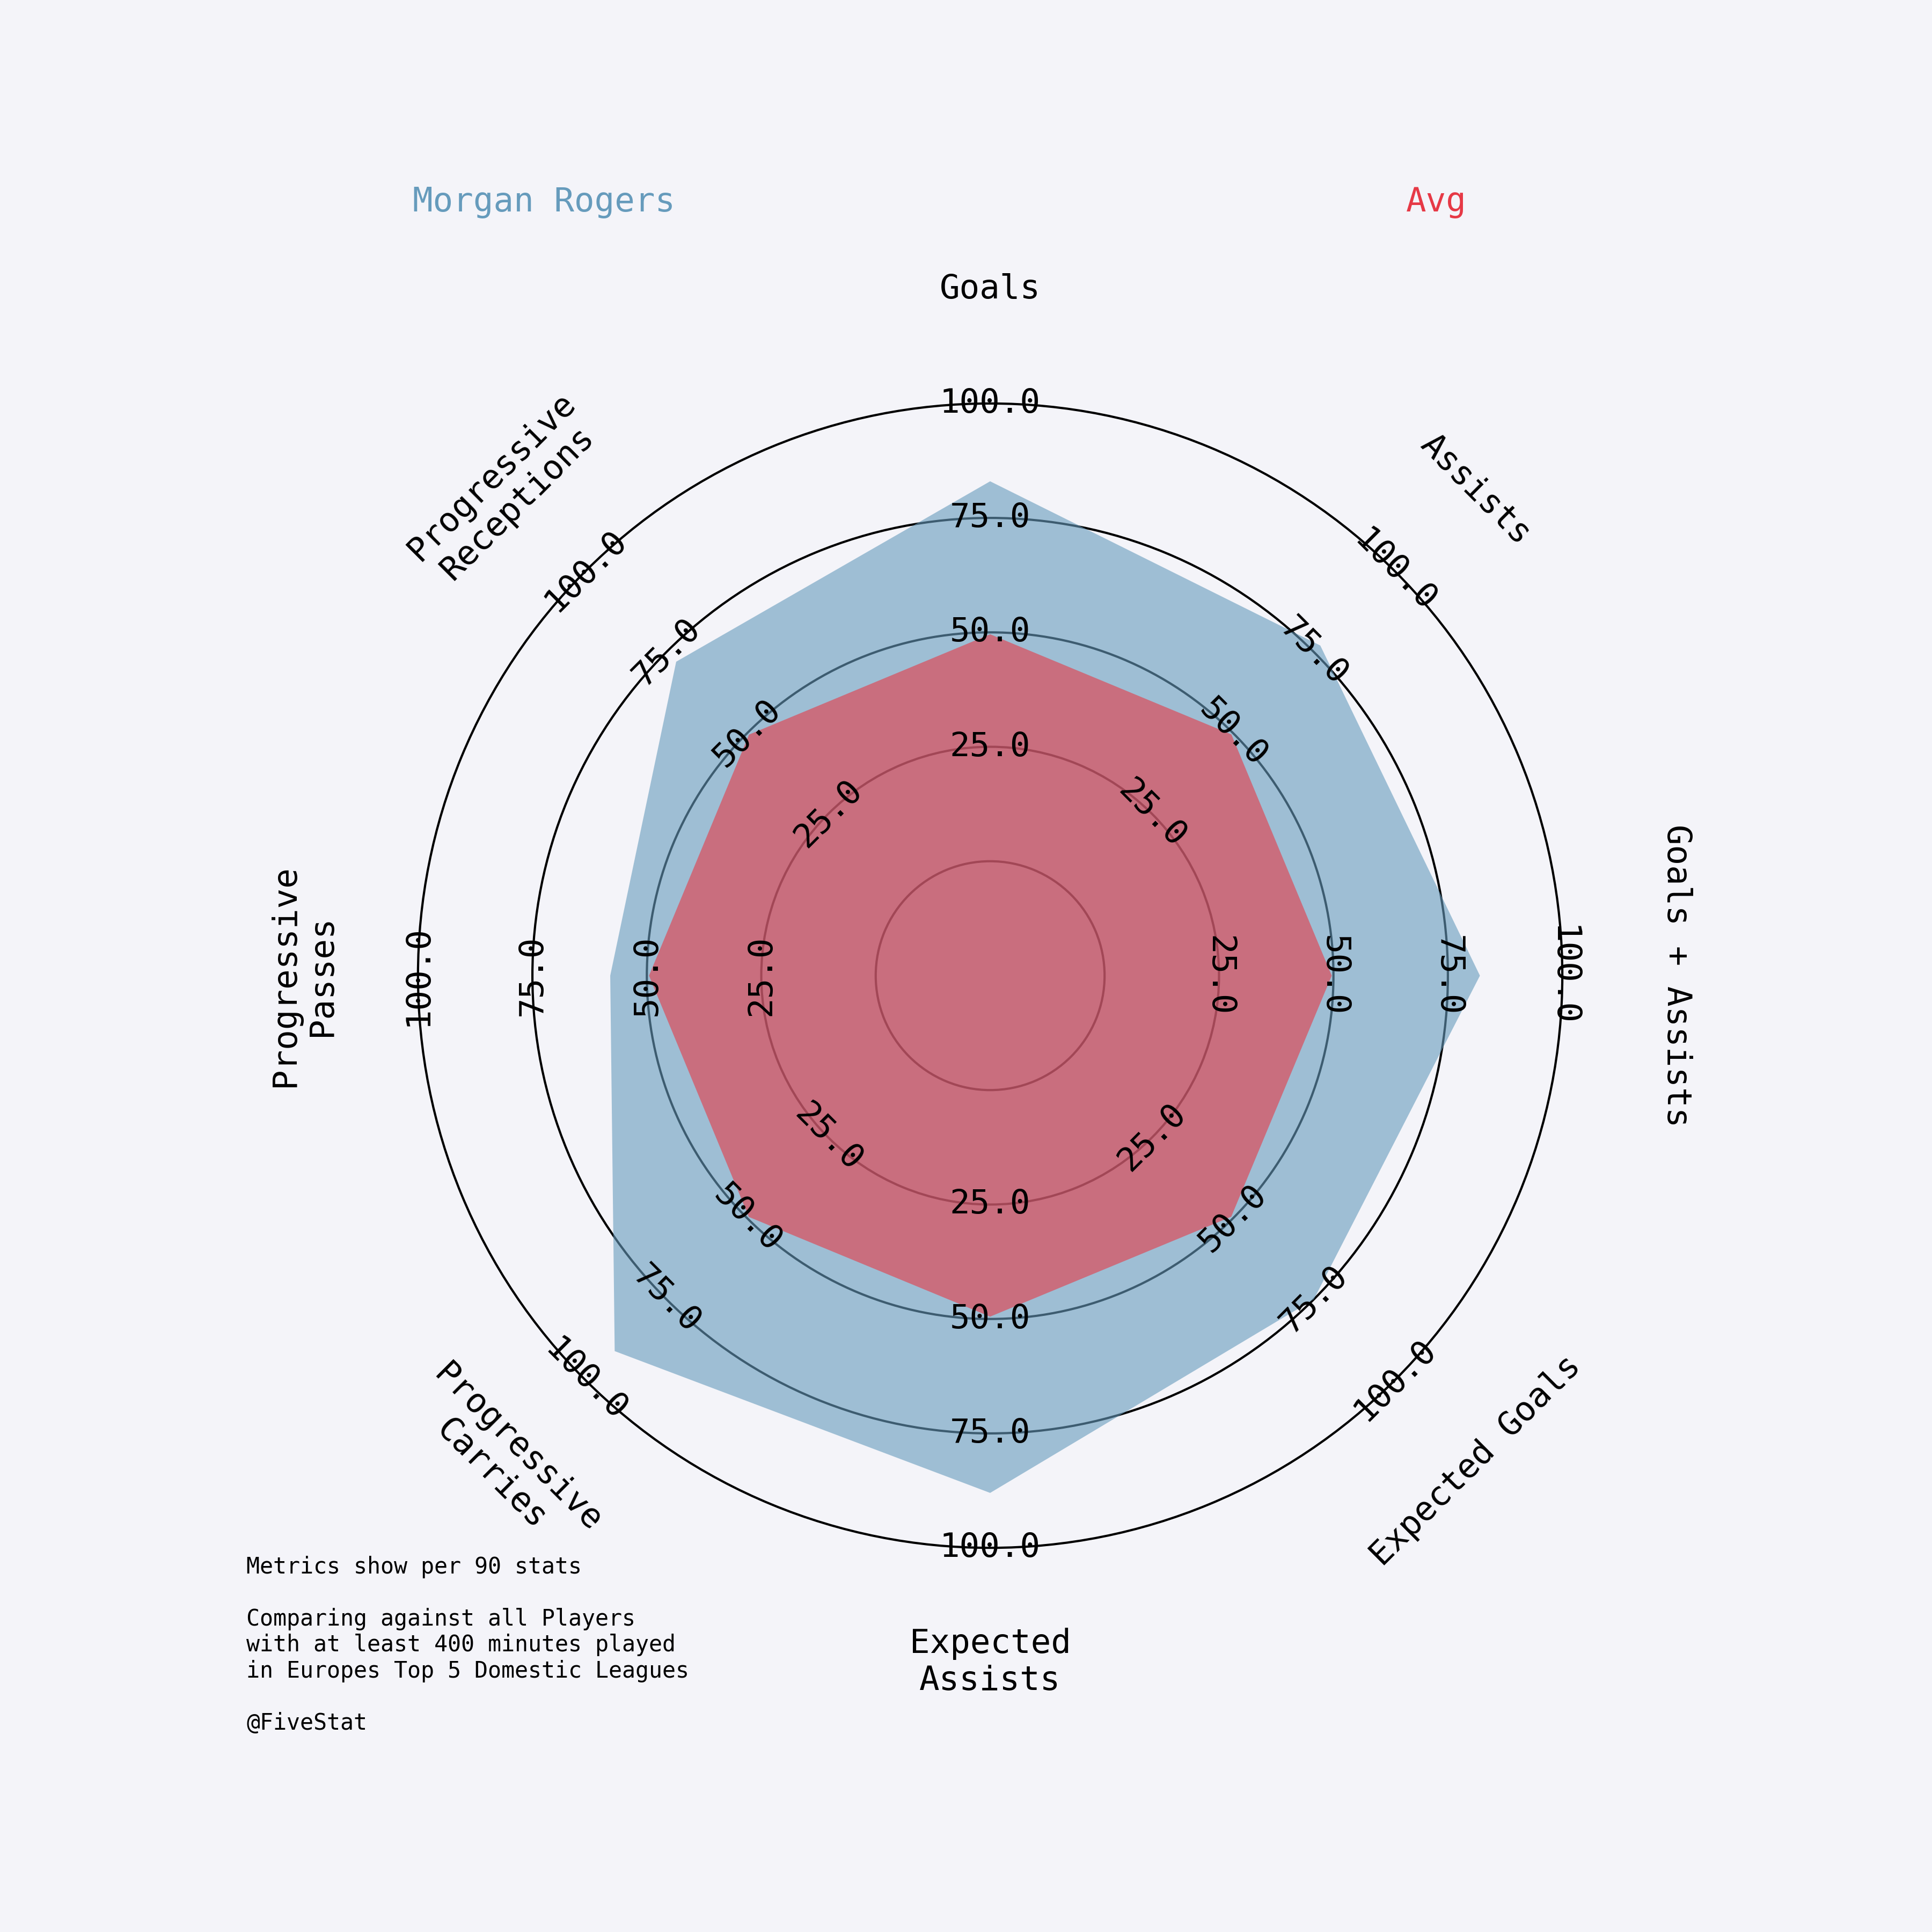 Morgan Rogers
Avg
Goals
100.0
75.0
50.0
25.0
Assists
100.0
75.0
50.0
25.0
Goals + Assists
100.0
75.0
50.0
25.0
Expected Goals
100.0
75.0
50.0
25.0
Expected
Assists
100.0
75.0
50.0
25.0
Progressive
Carries
100.0
75.0
50.0
25.0
Progressive
Passes
100.0
75.0
50.0
25.0
Progressive
Receptions
100.0
75.0
50.0
25.0
Metrics show per 90 stats
Comparing against all Players
with at least 400 minutes played
in Europes Top 5 Domestic Leagues
@FiveStat